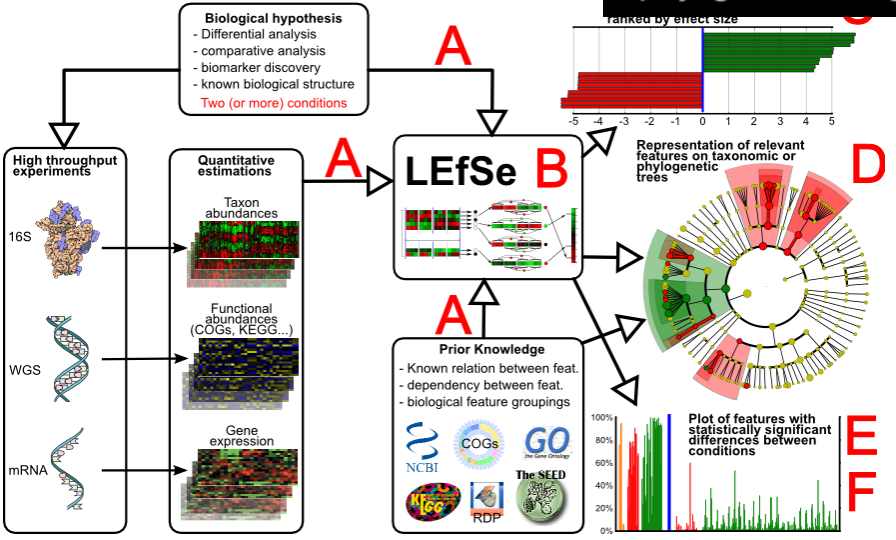 Biological hypothesis
- Differential analysis
- comparative analysis
- biomarker discovery
- known biological structure
Two (or more) conditions
A
ranked by effect size
-5 -4 -3 -2 -1 0 1 2 3 4 5
High throughput
experiments
16S
WGS
mRNA
Quantitative
estimations
Taxon
abundances
Functional
abundances
(COGs, KEGG...)
Gene
expression
A
LEfSe
B
A
Prior Knowledge
- Known relation between feat.
- dependency between feat.
- biological feature groupings
NCBI
COGs
GO
the Gene Ontology
KEGG
RDP
The SEED
Representation of relevant
features on taxonomic or
phylogenetic
trees
D
100%
80%
60%
40%
20%
0%
Plot of features with
statistically significant
differences between
conditions
E
F